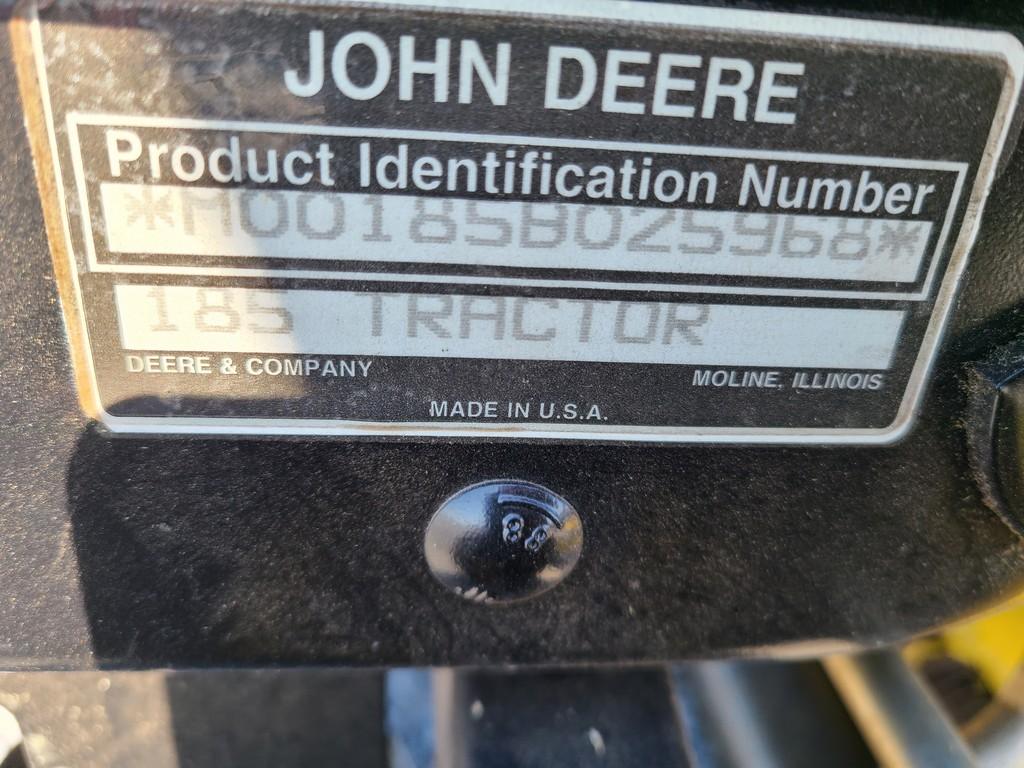 JOHN DEERE
Product Identification Number
*M00185B025968*
185 TRACTOR
DEERE & COMPANY
MOLINE, ILLINOIS
MADE IN U.S.A.
88